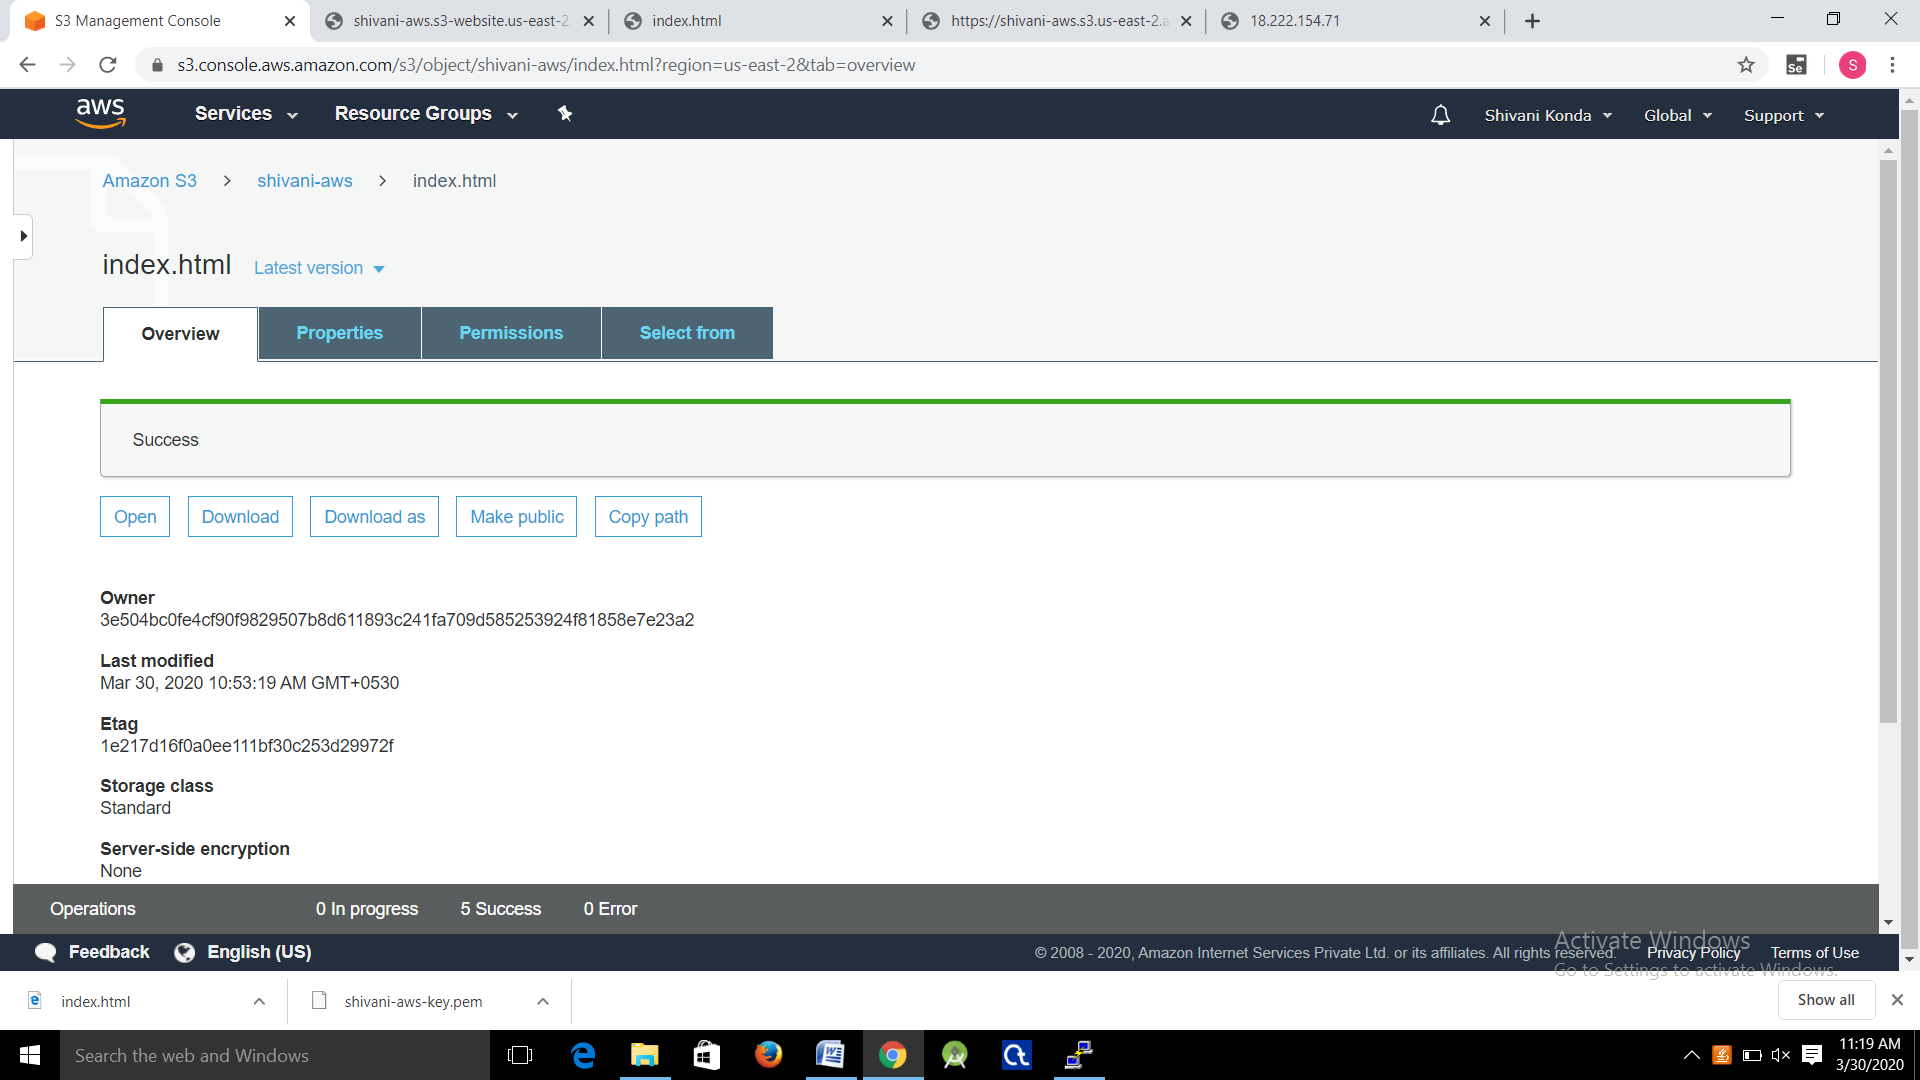 S3 Management Console
shivani-aws.s3-website.us-east-2
index.html
https://shivani-aws.s3.us-east-2.a
18.222.154.71
s3.console.aws.amazon.com/s3/object/shivani-aws/index.html?region=us-east-2&tab=overview
Se
S
aws
Services
Resource Groups
Shivani Konda
Global
Support
Amazon S3 > shivani-aws > index.html
index.html
Latest version
Overview
Properties
Permissions
Select from
Success
Open
Download
Download as
Make public
Copy path
Owner
3e504bc0fe4cf90f9829507b8d611893c241fa709d585253924f81858e7e23a2
Last modified
Mar 30, 2020 10:53:19 AM GMT+0530
Etag
1e217d16f0a0ee111bf30c253d29972f
Storage class
Standard
Server-side encryption
None
Operations
0 In progress
5 Success
0 Error
Feedback
English (US)
© 2008 - 2020, Amazon Internet Services Private Ltd. or its affiliates. All rights reserved.
Privacy Policy
Terms of Use
Activate Windows
Go to Settings to activate Windows.
index.html
shivani-aws-key.pem
Show all
Search the web and Windows
11:19 AM
3/30/2020